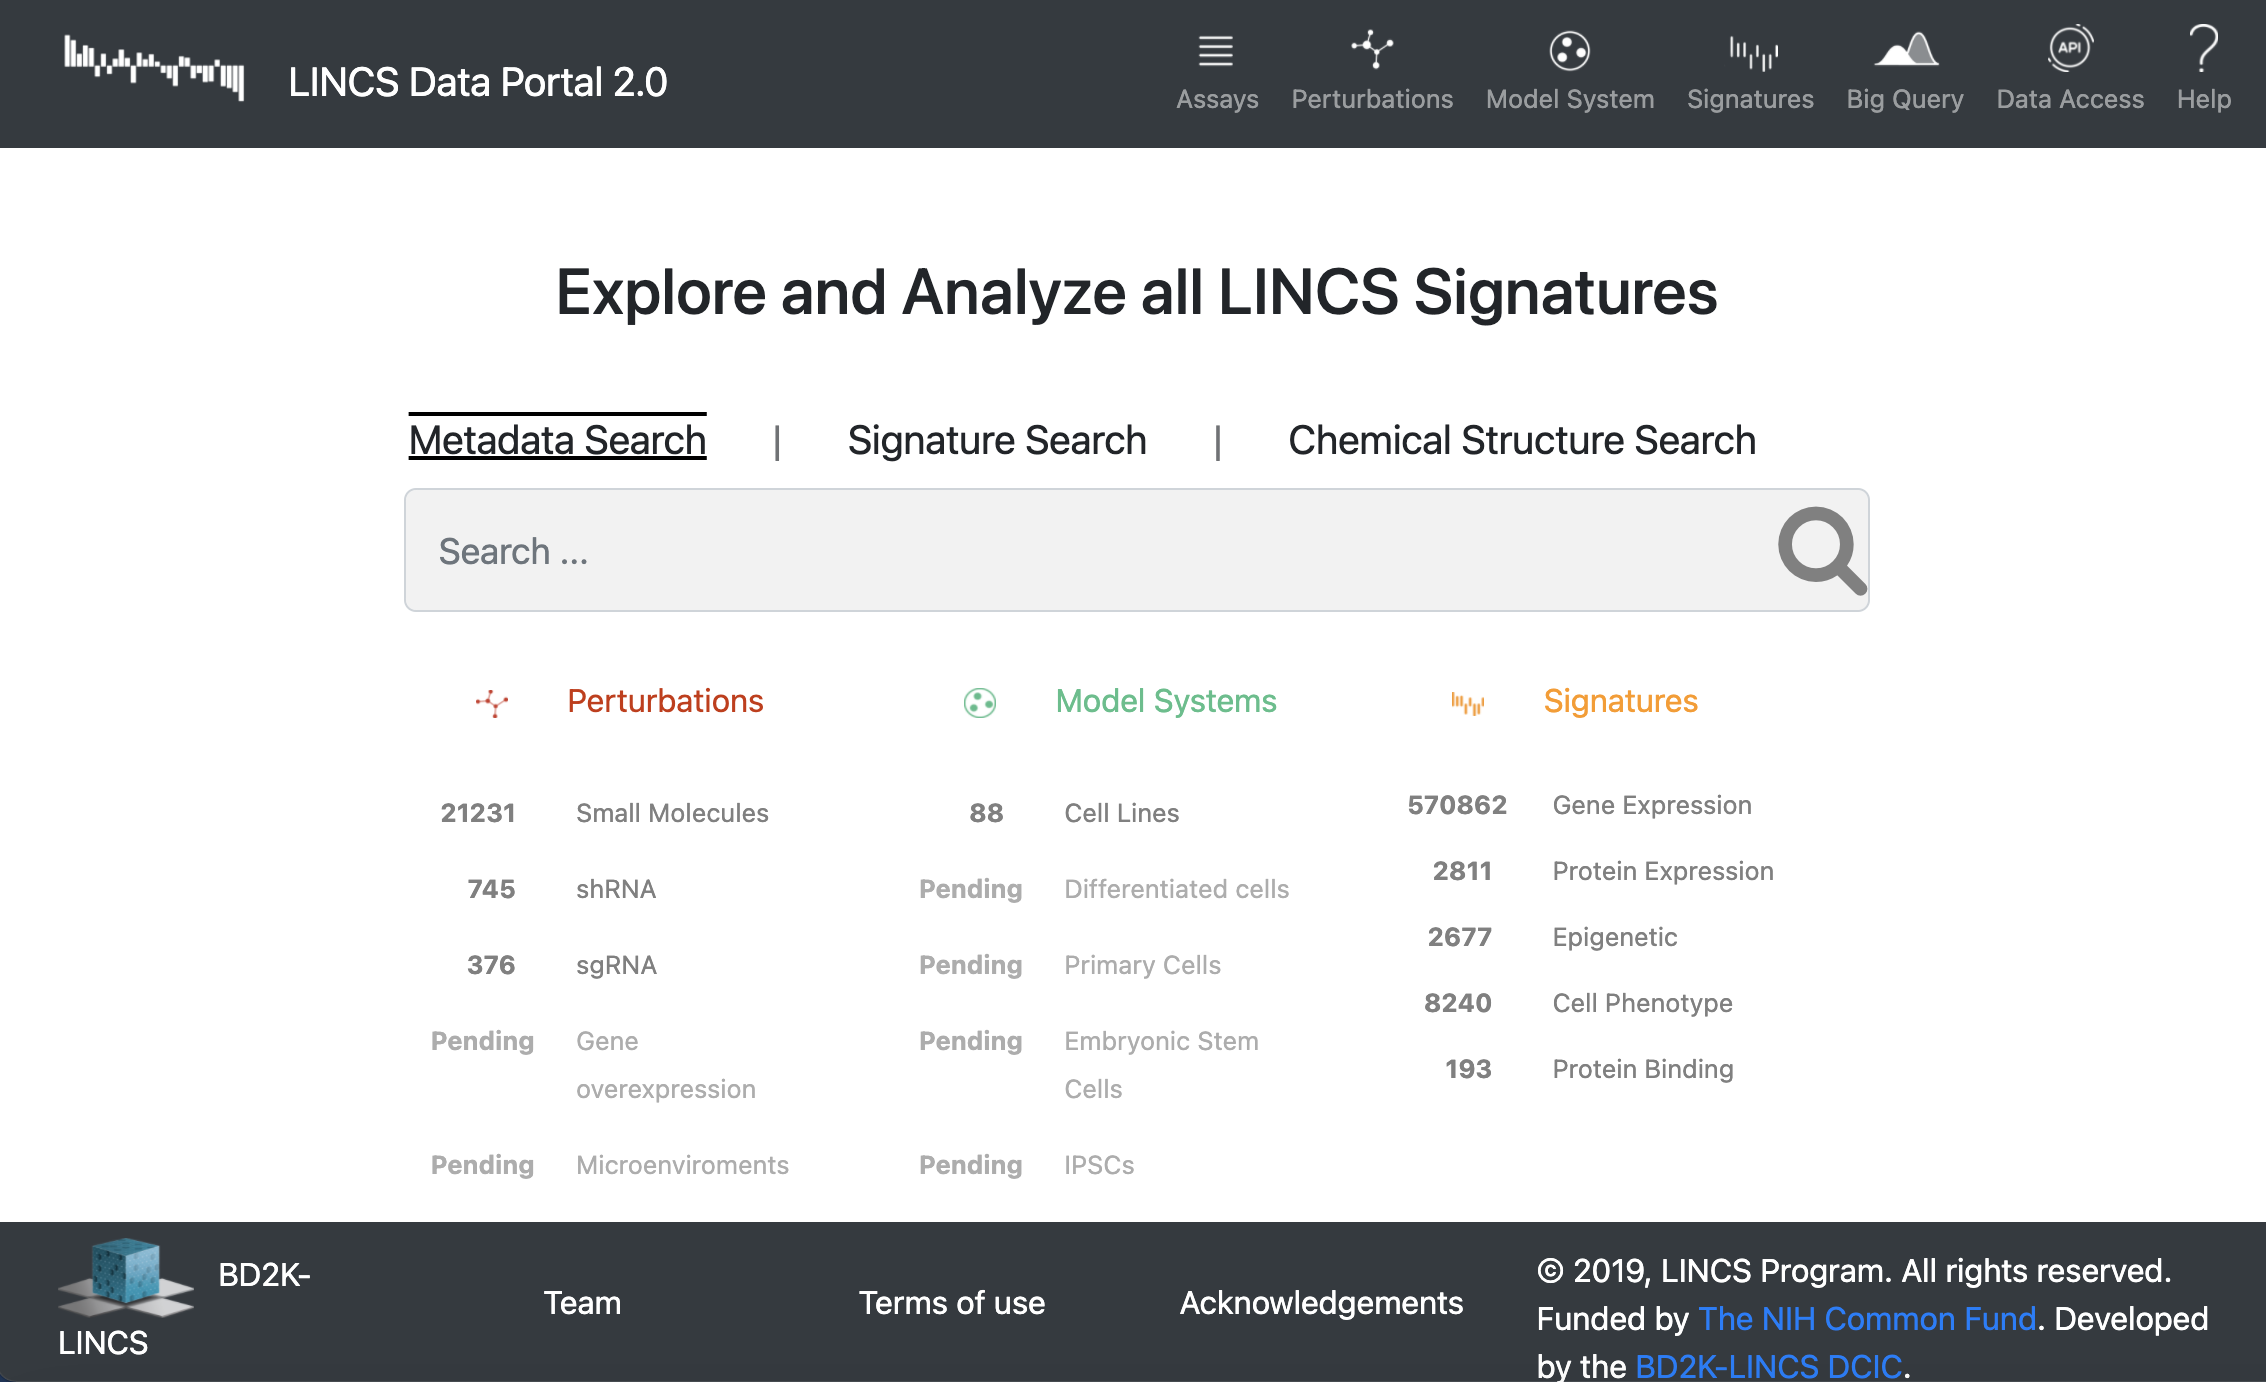 LINCS Data Portal 2.0
Assays
Perturbations
Model System
Signatures
API
Big Query
Data Access
Help
Explore and Analyze all LINCS Signatures
Metadata Search | Signature Search | Chemical Structure Search
Search ...
Perturbations
21231 Small Molecules
745 shRNA
376 sgRNA
Pending Gene
overexpression
Pending Microenviroments
Model Systems
88 Cell Lines
Pending Differentiated cells
Pending Primary Cells
Pending Embryonic Stem
Cells
Pending IPSCs
Signatures
570862 Gene Expression
2811 Protein Expression
2677 Epigenetic
8240 Cell Phenotype
193 Protein Binding
BD2K-
LINCS
Team
Terms of use
Acknowledgements
© 2019, LINCS Program. All rights reserved.
Funded by The NIH Common Fund. Developed
by the BD2K-LINCS DCIC.